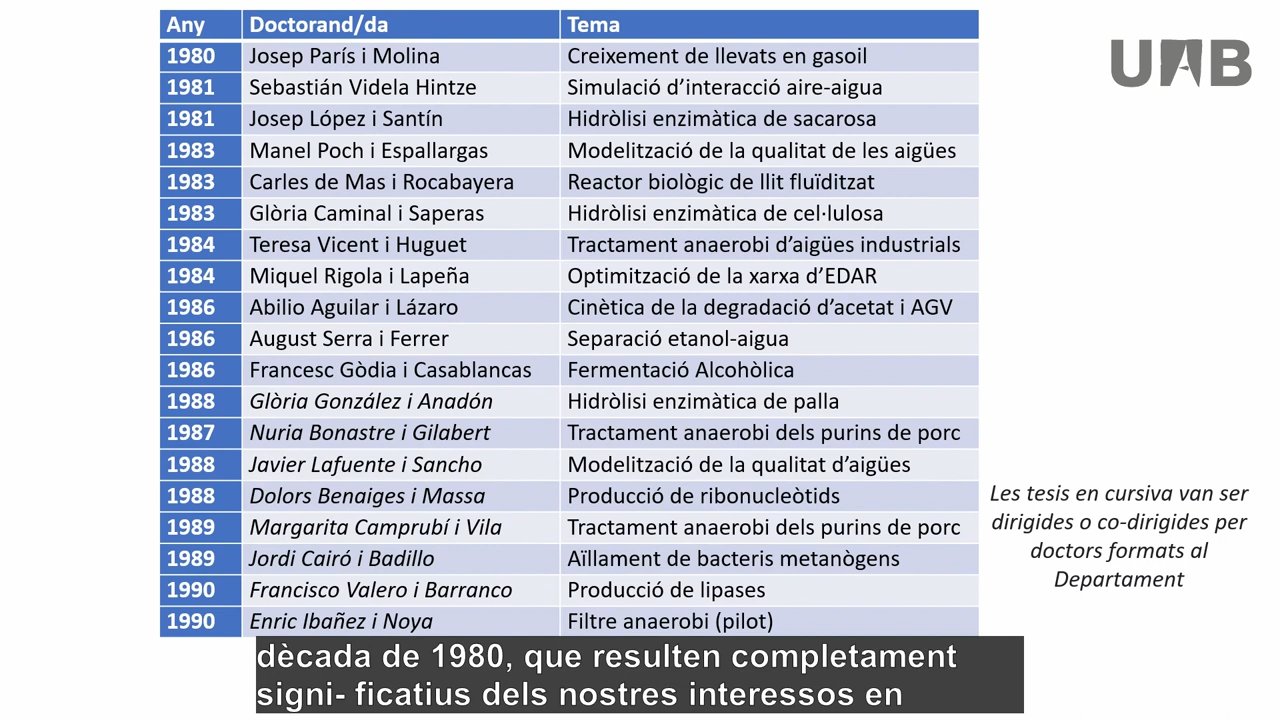 Any Doctorand/da Tema
1980 Josep París i Molina Creixement de llevats en gasoil
1981 Sebastián Videla Hintze Simulació d’interacció aire-aigua
1981 Josep López i Santín Hidròlisi enzimàtica de sacarosa
1983 Manel Poch i Espallargas Modelització de la qualitat de les aigües
1983 Carles de Mas i Rocabayera Reactor biològic de llit fluïditzat
1983 Glòria Caminal i Saperas Hidròlisi enzimàtica de cel·lulosa
1984 Teresa Vicent i Huguet Tractament anaerobi d’aigües industrials
1984 Miquel Rigola i Lapeña Optimització de la xarxa d’EDAR
1986 Abilio Aguilar i Lázaro Cinètica de la degradació d’acetat i AGV
1986 August Serra i Ferrer Separació etanol-aigua
1986 Francesc Gòdia i Casablancas Fermentació Alcohòlica
1988 Glòria González i Anadón Hidròlisi enzimàtica de palla
1987 Nuria Bonastre i Gilabert Tractament anaerobi dels purins de porc
1988 Javier Lafuente i Sancho Modelització de la qualitat d’aigües
1988 Dolors Benaiges i Massa Producció de ribonucleòtids
1989 Margarita Camprubí i Vila Tractament anaerobi dels purins de porc
1989 Jordi Cairó i Badillo Aïllament de bacteris metanògens
1990 Francisco Valero i Barranco Producció de lipases
1990 Enric Ibañez i Noya Filtre anaerobi (pilot)
UAB
Les tesis en cursiva van ser
dirigides o co-dirigides per
doctors formats al
Departament
dècada de 1980, que resulten completament
signi- ficatius dels nostres interessos en